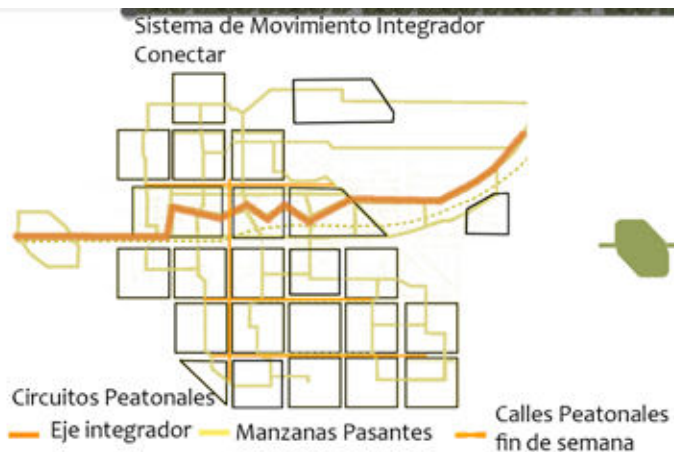 Sistema de Movimiento Integrador
Conectar
Circuitos Peatonales
Eje integrador
Manzanas Pasantes
Calles Peatonales
fin de semana